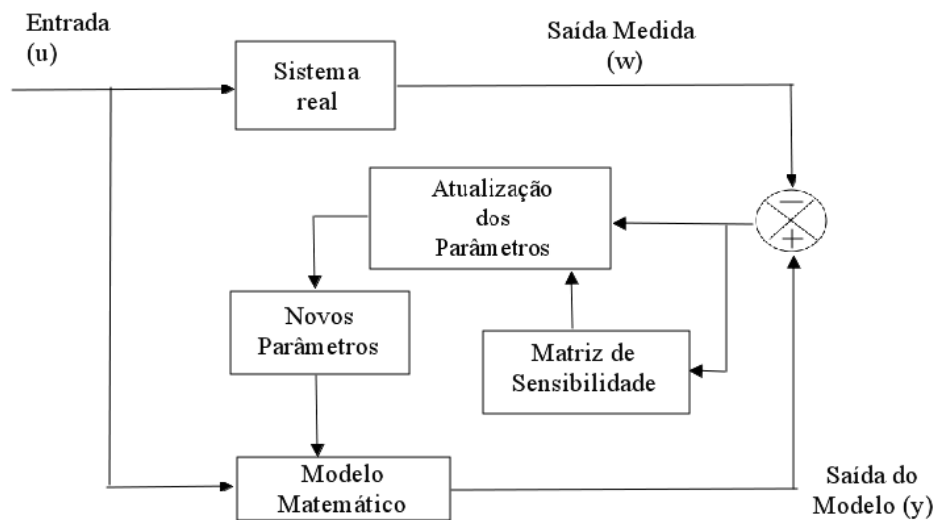 Entrada
(u)
Saída Medida
(w)
Sistema
real
Atualização
dos
Parâmetros
−
+
Novos
Parâmetros
Matriz de
Sensibilidade
Modelo
Matemático
Saída do
Modelo (y)